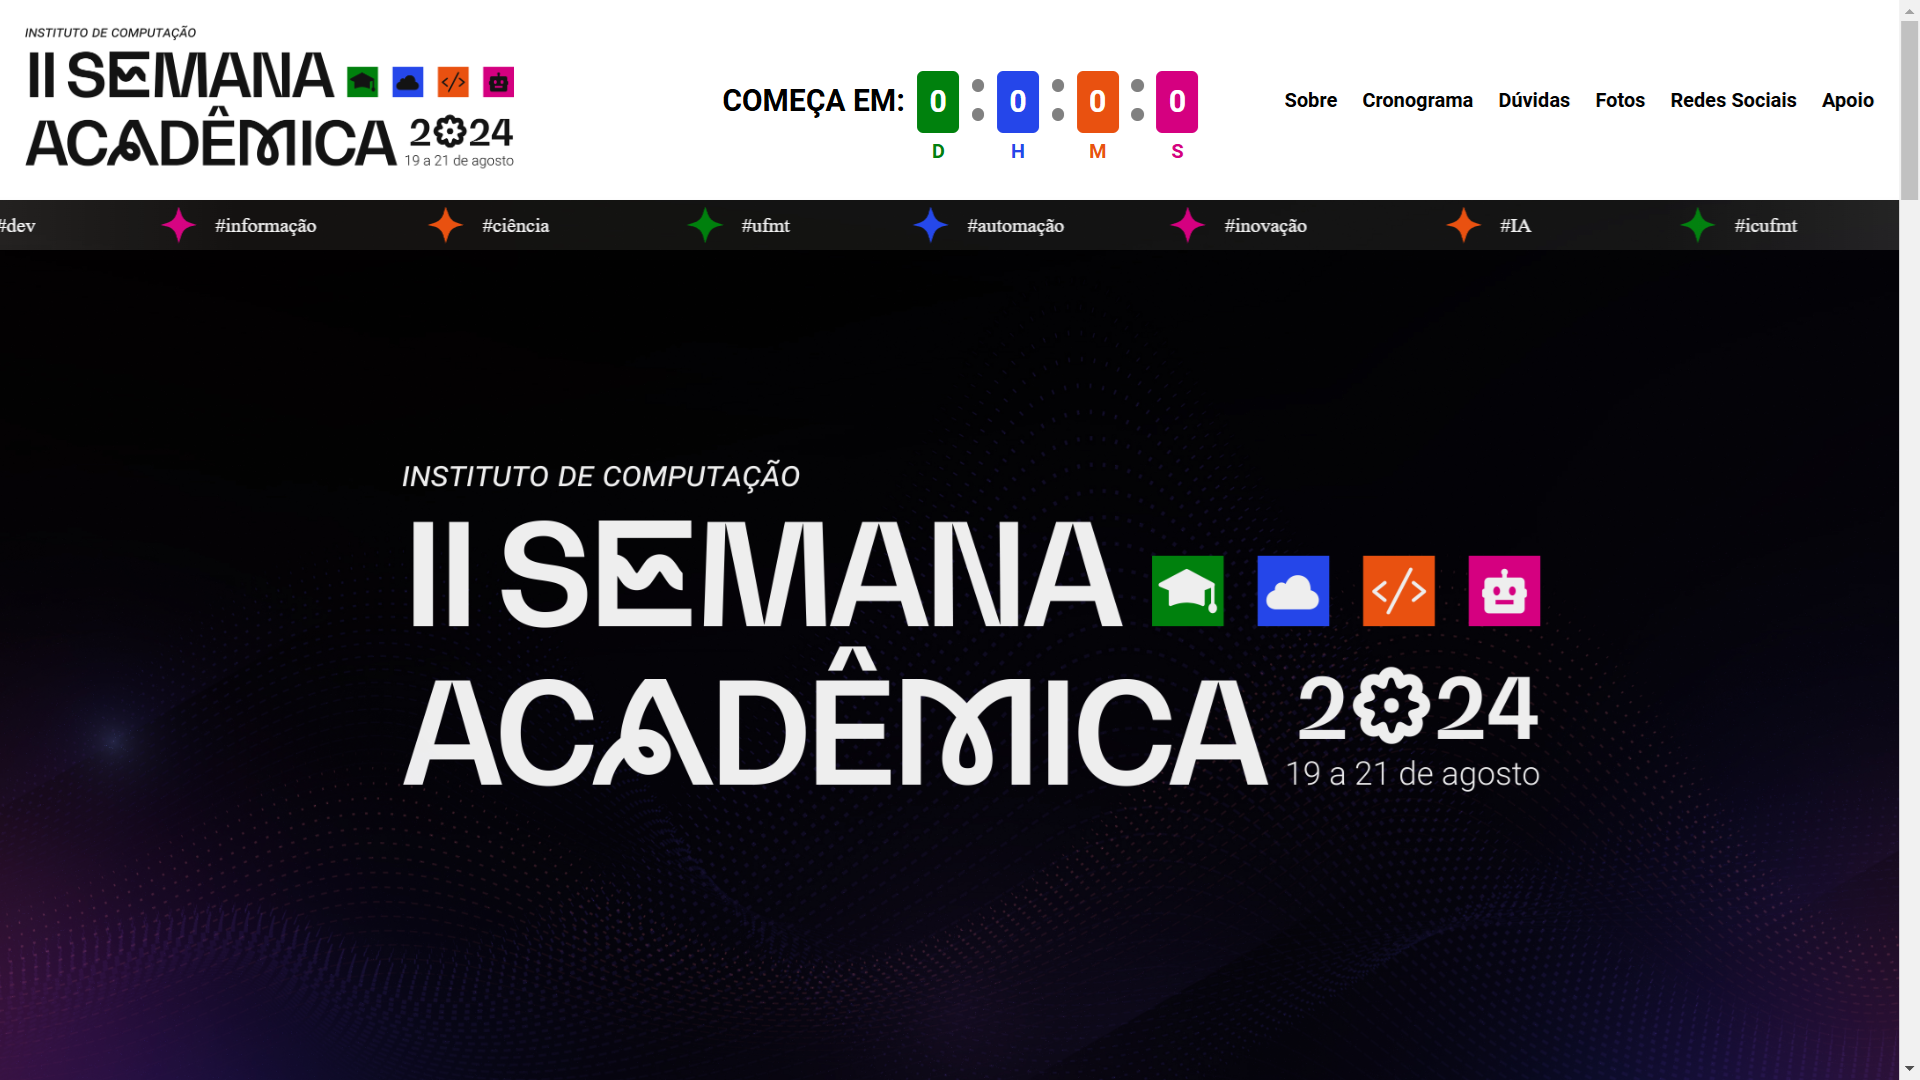 INSTITUTO DE COMPUTAÇÃO
II SEMANA
ACADÊMICA 2024
19 a 21 de agosto
COMEÇA EM: 0 : 0 : 0 : 0
D H M S
Sobre Cronograma Dúvidas Fotos Redes Sociais Apoio
#dev #informação #ciência #ufmt #automação #inovação #IA #icufmt
INSTITUTO DE COMPUTAÇÃO
II SEMANA </>
ACADÊMICA 2024
19 a 21 de agosto